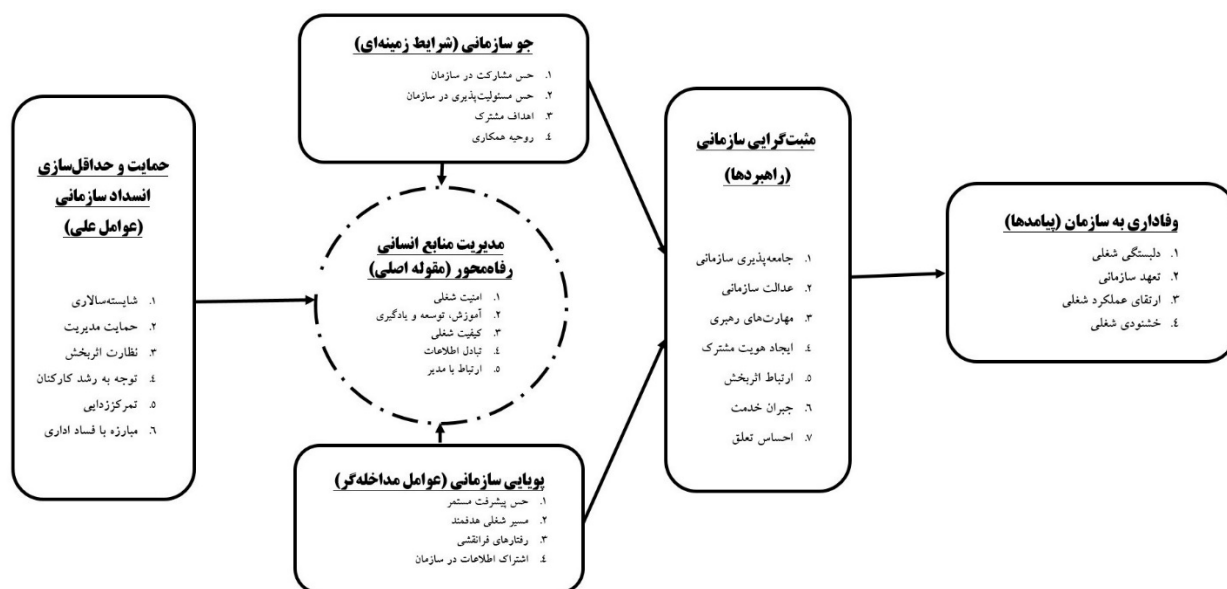 جو سازمانی (شرایط زمینه‌ای)
۱. حس مشارکت در سازمان
۲. حس مسئولیت‌پذیری در سازمان
۳. اهداف مشترک
۴. روحیه همکاری
حمایت و حداقل‌سازی
انسداد سازمانی
(عوامل علی)
۱. شایسته‌سالاری
۲. حمایت مدیریت
۳. نظارت اثربخش
۴. توجه به رشد کارکنان
۵. تمرکززدایی
۶. مبارزه با فساد اداری
مدیریت منابع انسانی
رفاه‌محور (مقوله اصلی)
۱. امنیت شغلی
۲. آموزش، توسعه و یادگیری
۳. کیفیت شغلی
۴. تبادل اطلاعات
۵. ارتباط با مدیر
پویایی سازمانی (عوامل مداخله‌گر)
۱. حس پیشرفت مستمر
۲. مسیر شغلی هدفمند
۳. رفتارهای فرانقشی
۴. اشتراک اطلاعات در سازمان
مثبت‌گرایی سازمانی
(راهبردها)
۱. جامعه‌پذیری سازمانی
۲. عدالت سازمانی
۳. مهارت‌های رهبری
۴. ایجاد هویت مشترک
۵. ارتباط اثربخش
۶. جبران خدمت
۷. احساس تعلق
وفاداری به سازمان (پیامدها)
۱. دلبستگی شغلی
۲. تعهد سازمانی
۳. ارتقای عملکرد شغلی
۴. خشنودی شغلی